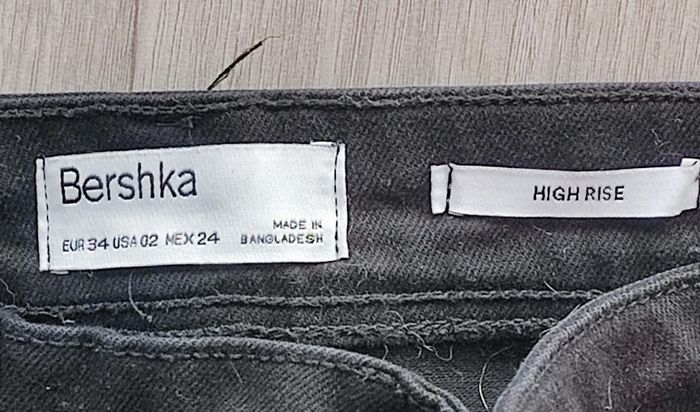 Bershka
EUR 34 USA 02 MEX 24
MADE IN
BANGLADESH
HIGH RISE